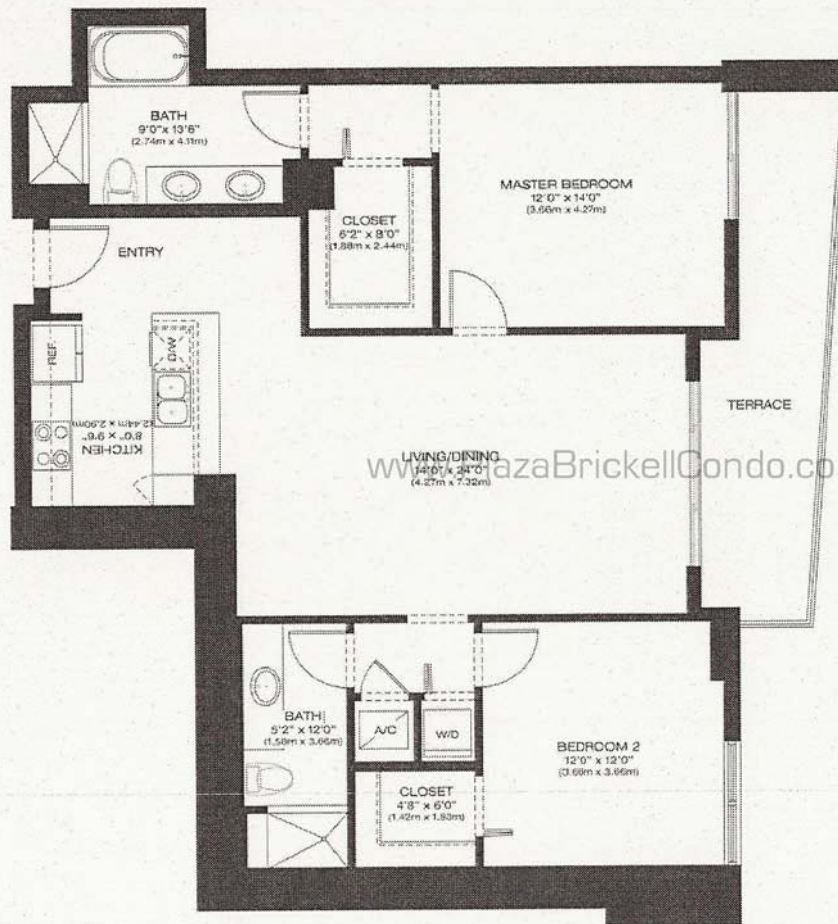 BATH
9'0" x 13'6"
(2.74m x 4.11m)
MASTER BEDROOM
12'0" x 14'0"
(3.66m x 4.27m)
CLOSET
6'2" x 8'0"
(1.88m x 2.44m)
ENTRY
REF.
D/W
KITCHEN
8'0" x 9'6"
(2.44m x 2.90m)
TERRACE
LIVING/DINING
14'0" x 24'0"
(4.27m x 7.32m)
www.PlazaBrickellCondo.co
BATH
5'2" x 12'0"
(1.58m x 3.66m)
A/C
W/D
BEDROOM 2
12'0" x 12'0"
(3.66m x 3.66m)
CLOSET
4'8" x 6'0"
(1.42m x 1.83m)